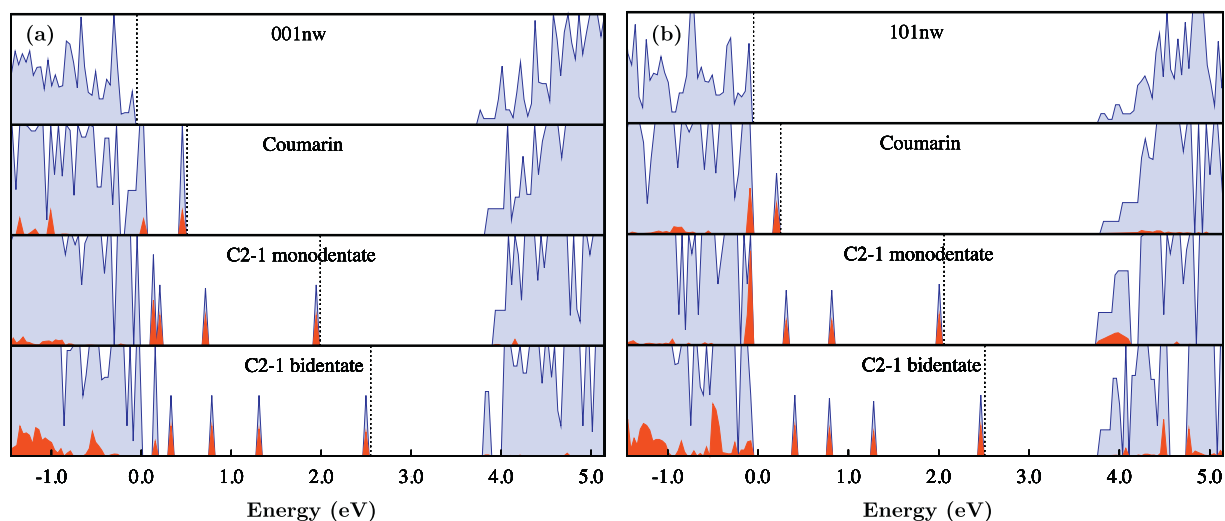 (a)
001nw
Coumarin
C2-1 monodentate
C2-1 bidentate
-1.0 0.0 1.0 2.0 3.0 4.0 5.0
Energy (eV)
(b)
101nw
Coumarin
C2-1 monodentate
C2-1 bidentate
-1.0 0.0 1.0 2.0 3.0 4.0 5.0
Energy (eV)